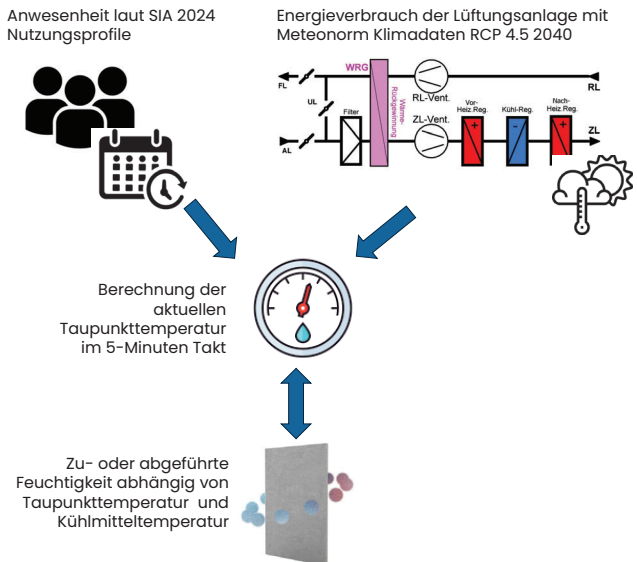 Anwesenheit laut SIA 2024
Nutzungsprofile
Energieverbrauch der Lüftungsanlage mit
Meteonorm Klimadaten RCP 4.5 2040
WRG
FL
UL
RL-Vent.
RL
Filter
Wärme-
Rückgewinnung
ZL-Vent.
Vor-
Heiz.Reg.
Kühl-Reg.
Nach-
Heiz.Reg.
AL
ZL
+
-
+
Berechnung der
aktuellen
Taupunkttemperatur
im 5-Minuten Takt
Zu- oder abgeführte
Feuchtigkeit abhängig von
Taupunkttemperatur und
Kühlmitteltemperatur